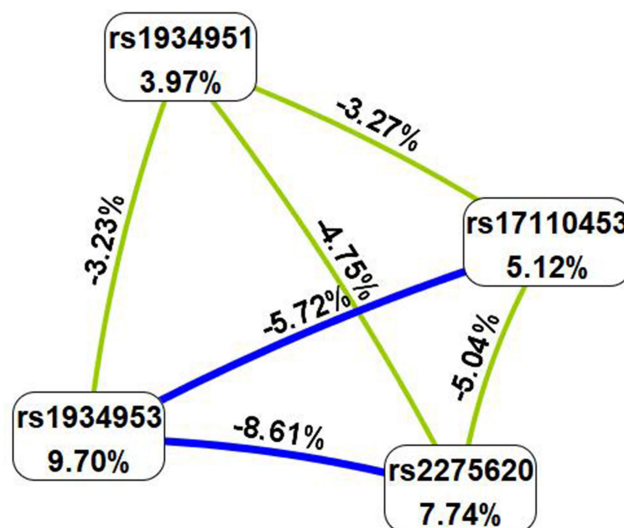 rs1934951
3.97%
-3.27%
rs17110453
5.12%
-3.23%
-4.75%
-5.72%
-5.04%
rs1934953
9.70%
-8.61%
rs2275620
7.74%